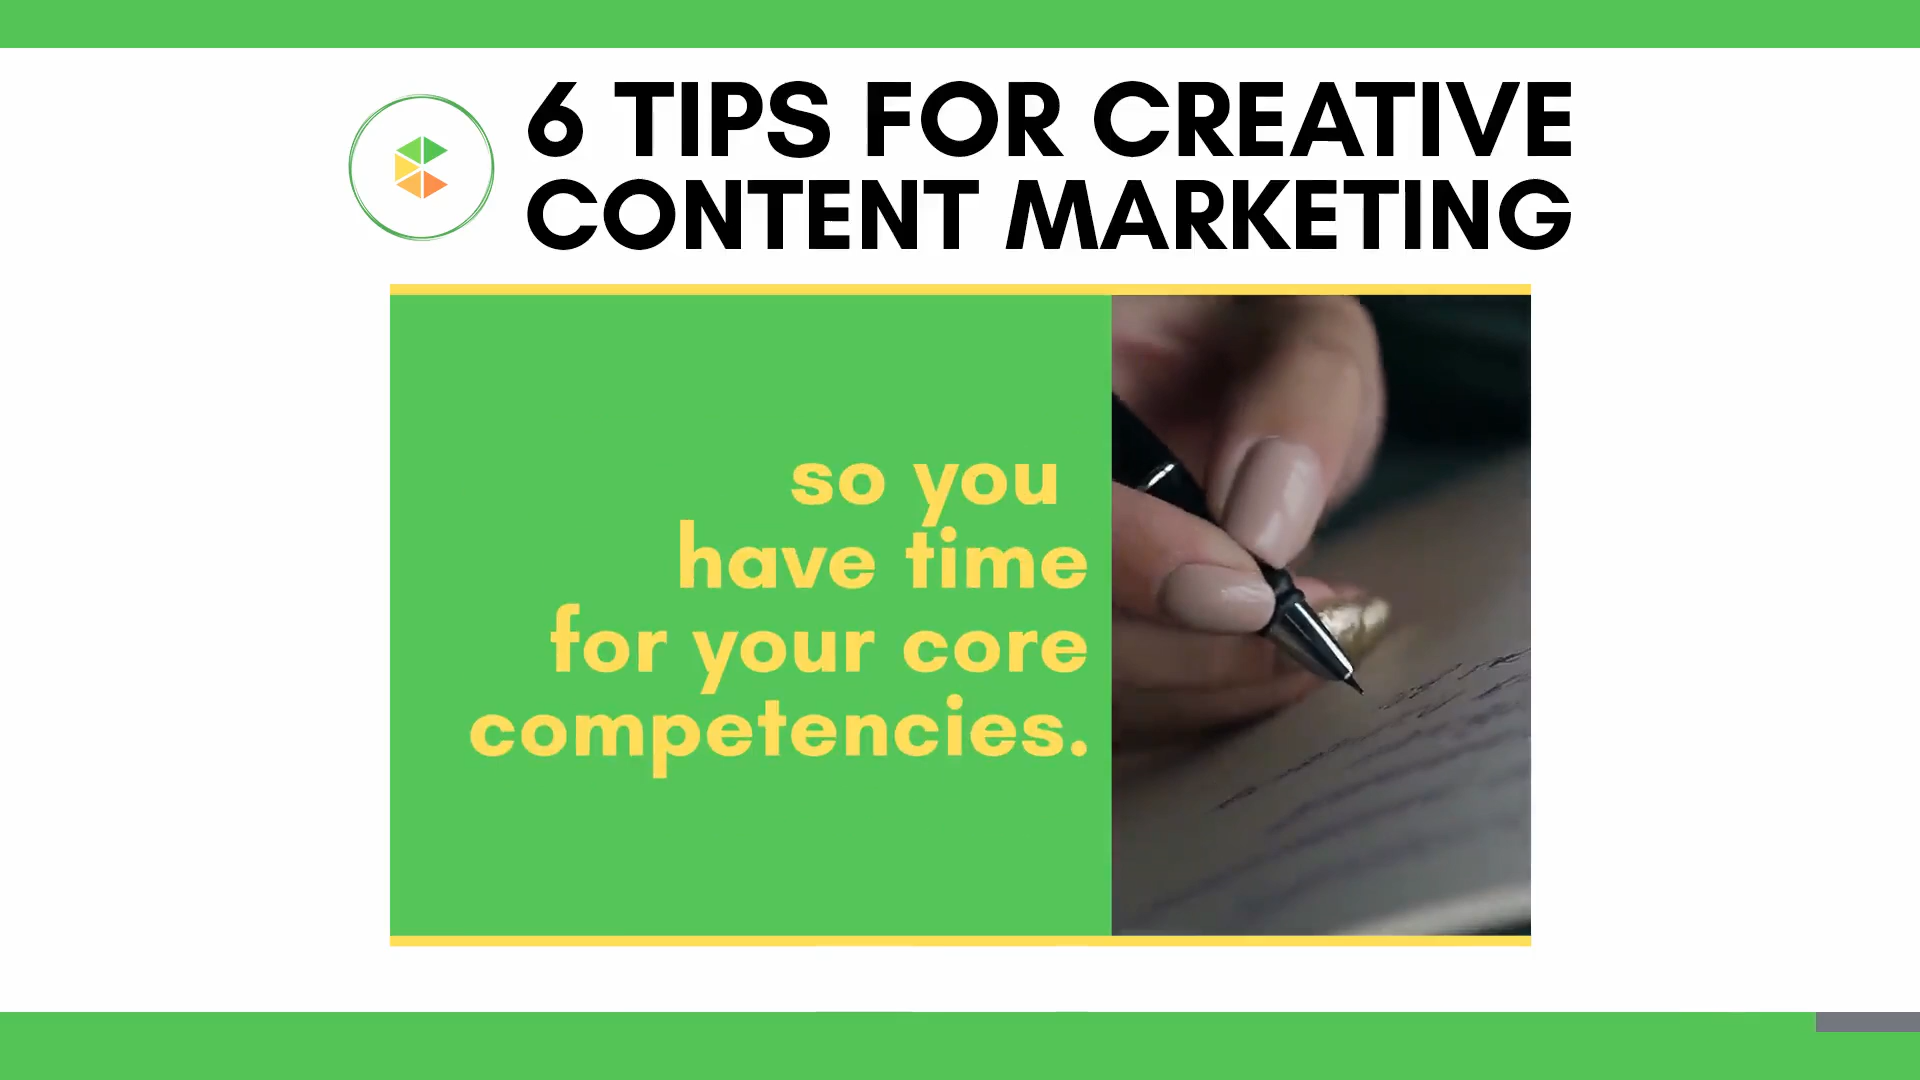 6 TIPS FOR CREATIVE
CONTENT MARKETING
so you
have time
for your core
competencies.